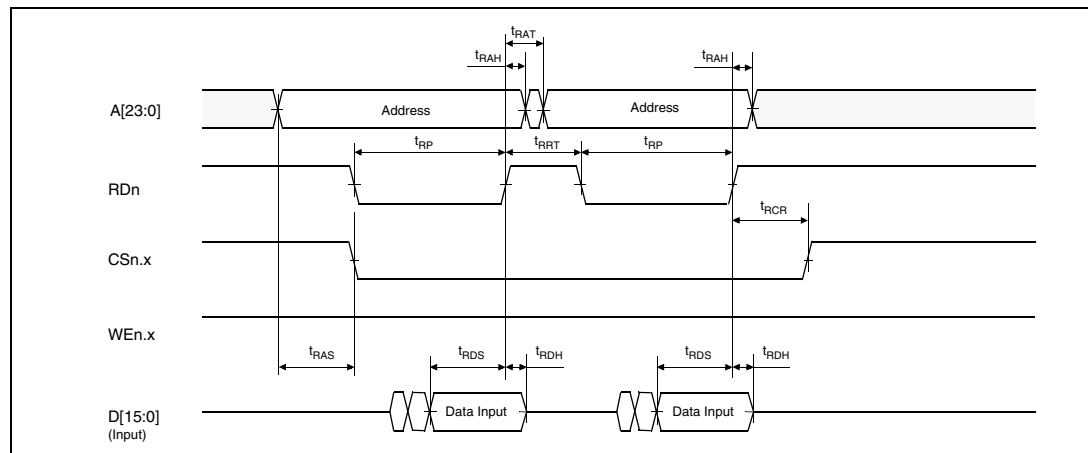 tRAT
tRAH tRAH
A[23:0] Address Address
tRP tRRT tRP
RDn
tRCR
CSn.x
WEn.x
tRAS tRDS tRDH tRDS tRDH
D[15:0] Data Input Data Input
(Input)